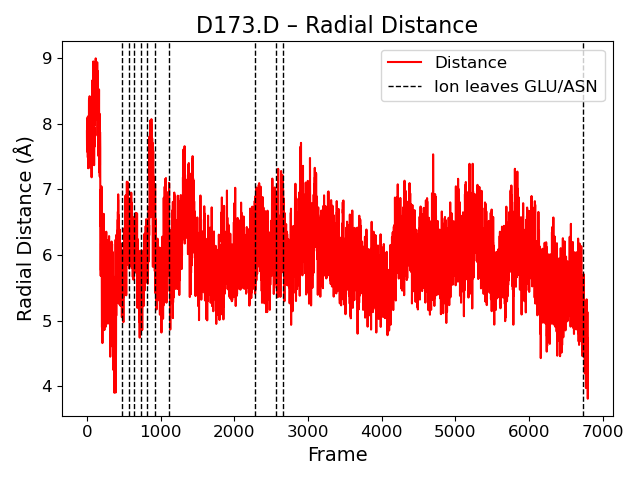 D173.D – Radial Distance
Distance
Ion leaves GLU/ASN
Radial Distance (Å)
9
8
7
6
5
4
0 1000 2000 3000 4000 5000 6000 7000
Frame